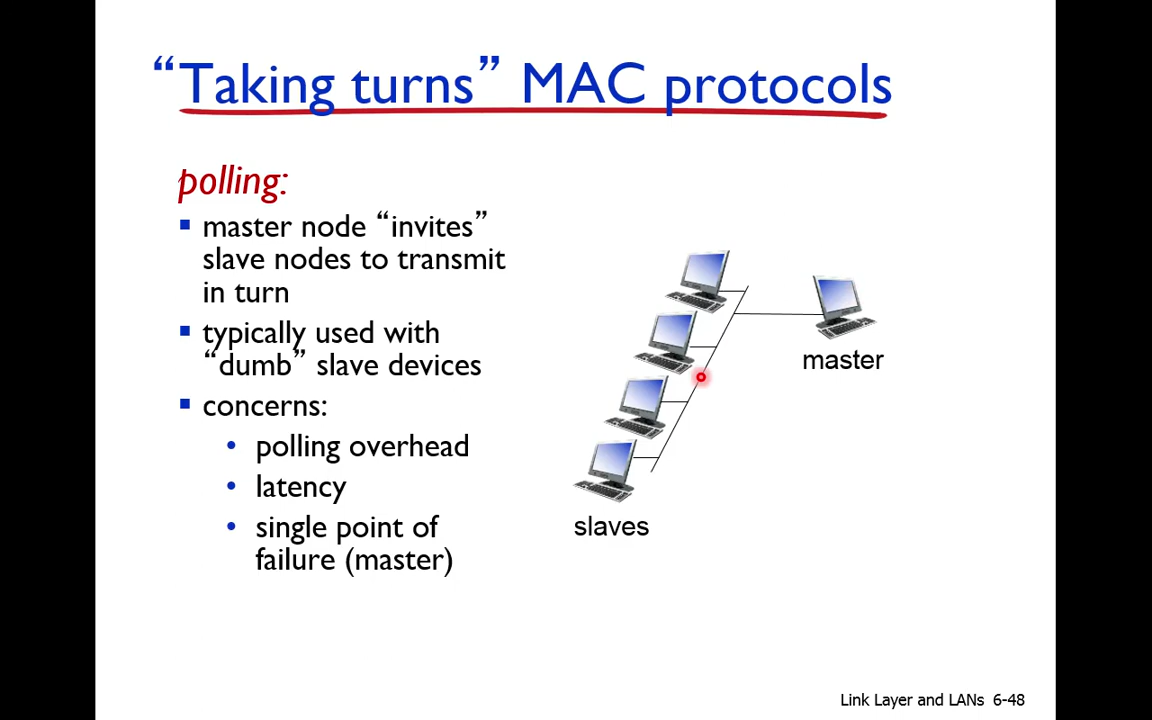 “Taking turns” MAC protocols
polling:
▪ master node “invites”
slave nodes to transmit
in turn
▪ typically used with
“dumb” slave devices
▪ concerns:
• polling overhead
• latency
• single point of
failure (master)
master
slaves
Link Layer and LANs 6-48